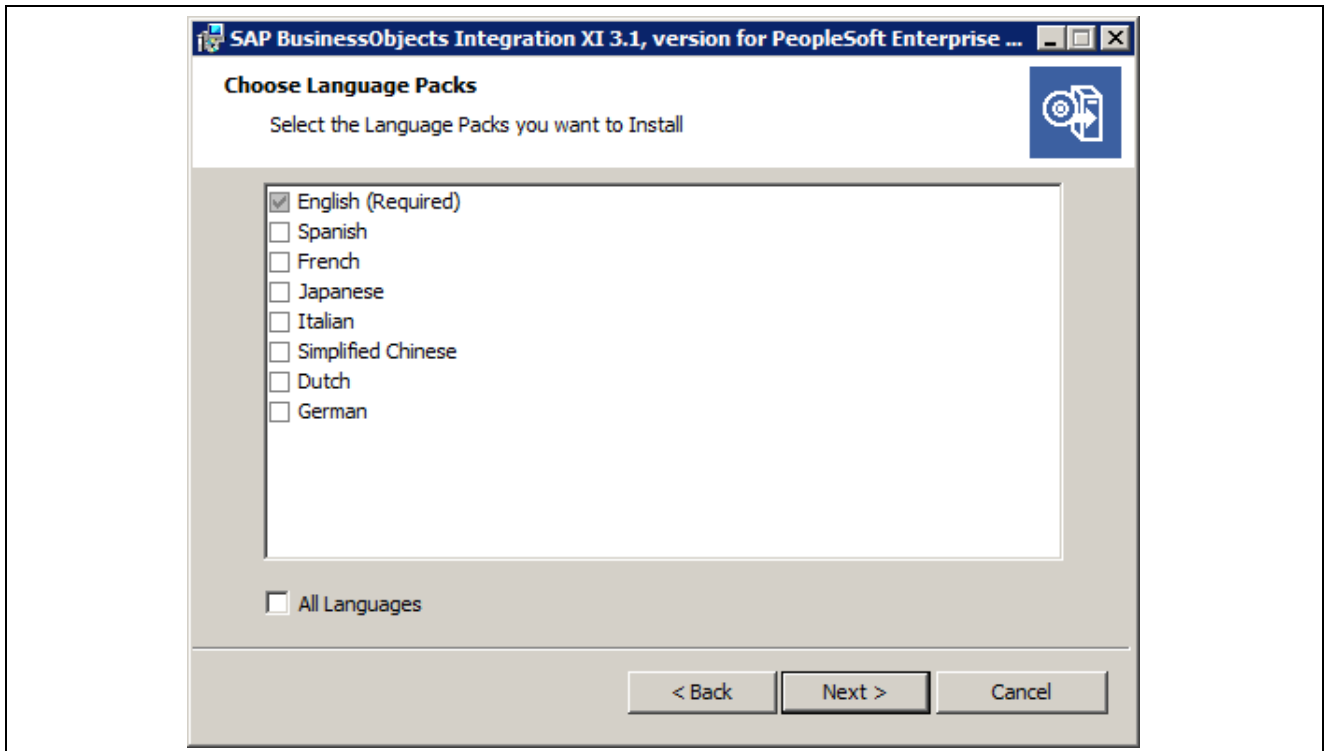 SAP BusinessObjects Integration XI 3.1, version for PeopleSoft Enterprise ...
Choose Language Packs
Select the Language Packs you want to Install
English (Required)
Spanish
French
Japanese
Italian
Simplified Chinese
Dutch
German
All Languages
< Back Next > Cancel